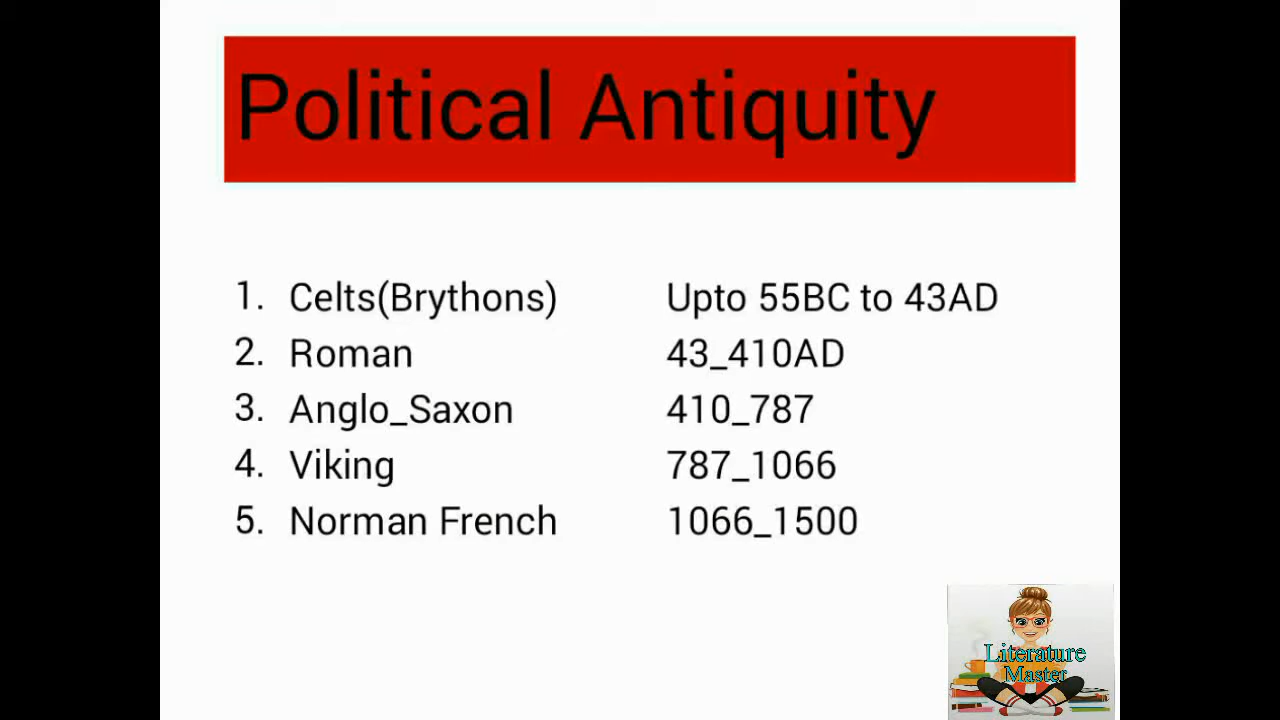 Political Antiquity
1. Celts(Brythons) Upto 55BC to 43AD
2. Roman 43_410AD
3. Anglo_Saxon 410_787
4. Viking 787_1066
5. Norman French 1066_1500
Literature
Master